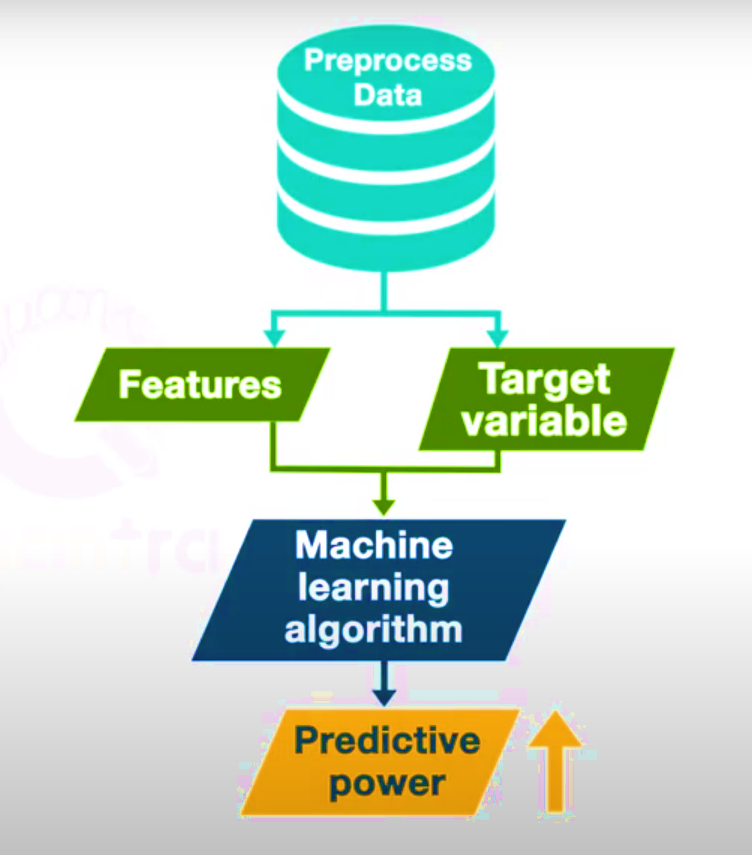 Preprocess
Data
Features
Target
variable
Machine
learning
algorithm
Predictive
power